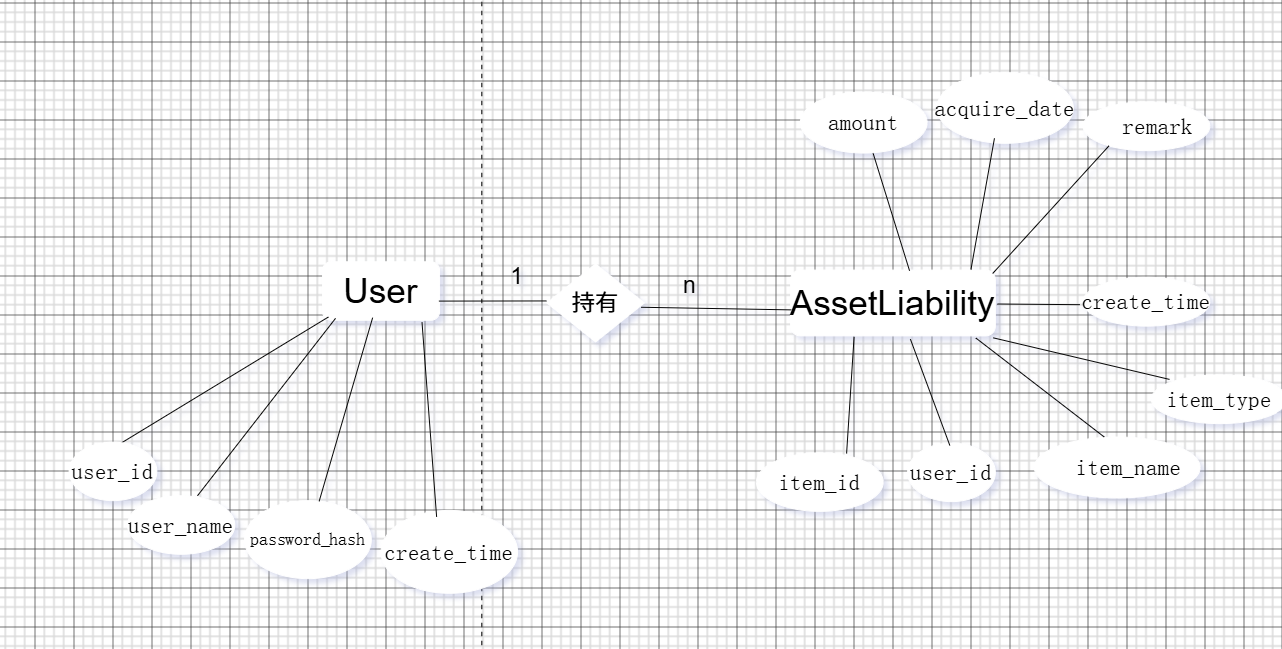 amount
acquire_date
remark
User
1
持有
n
AssetLiability
create_time
item_type
user_id
user_name
password_hash
create_time
item_id
user_id
item_name